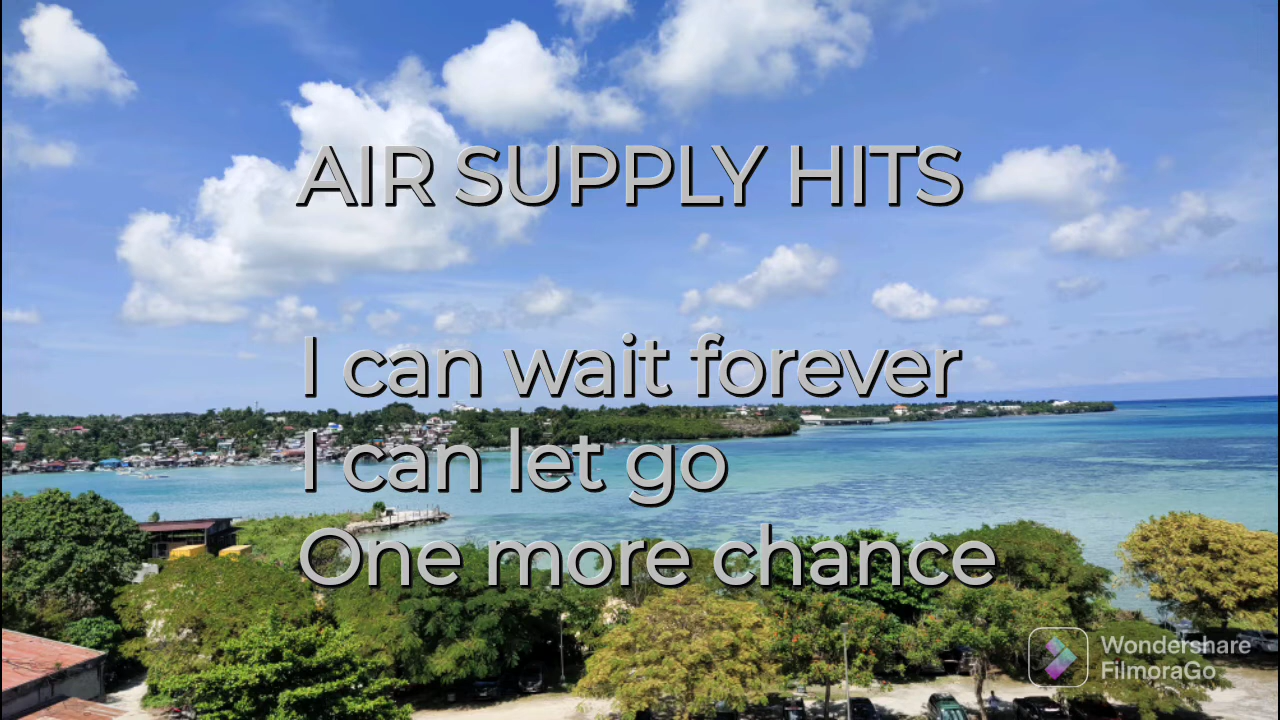 AIR SUPPLY HITS
I can wait forever
I can let go
One more chance
Wondershare
FilmoraGo